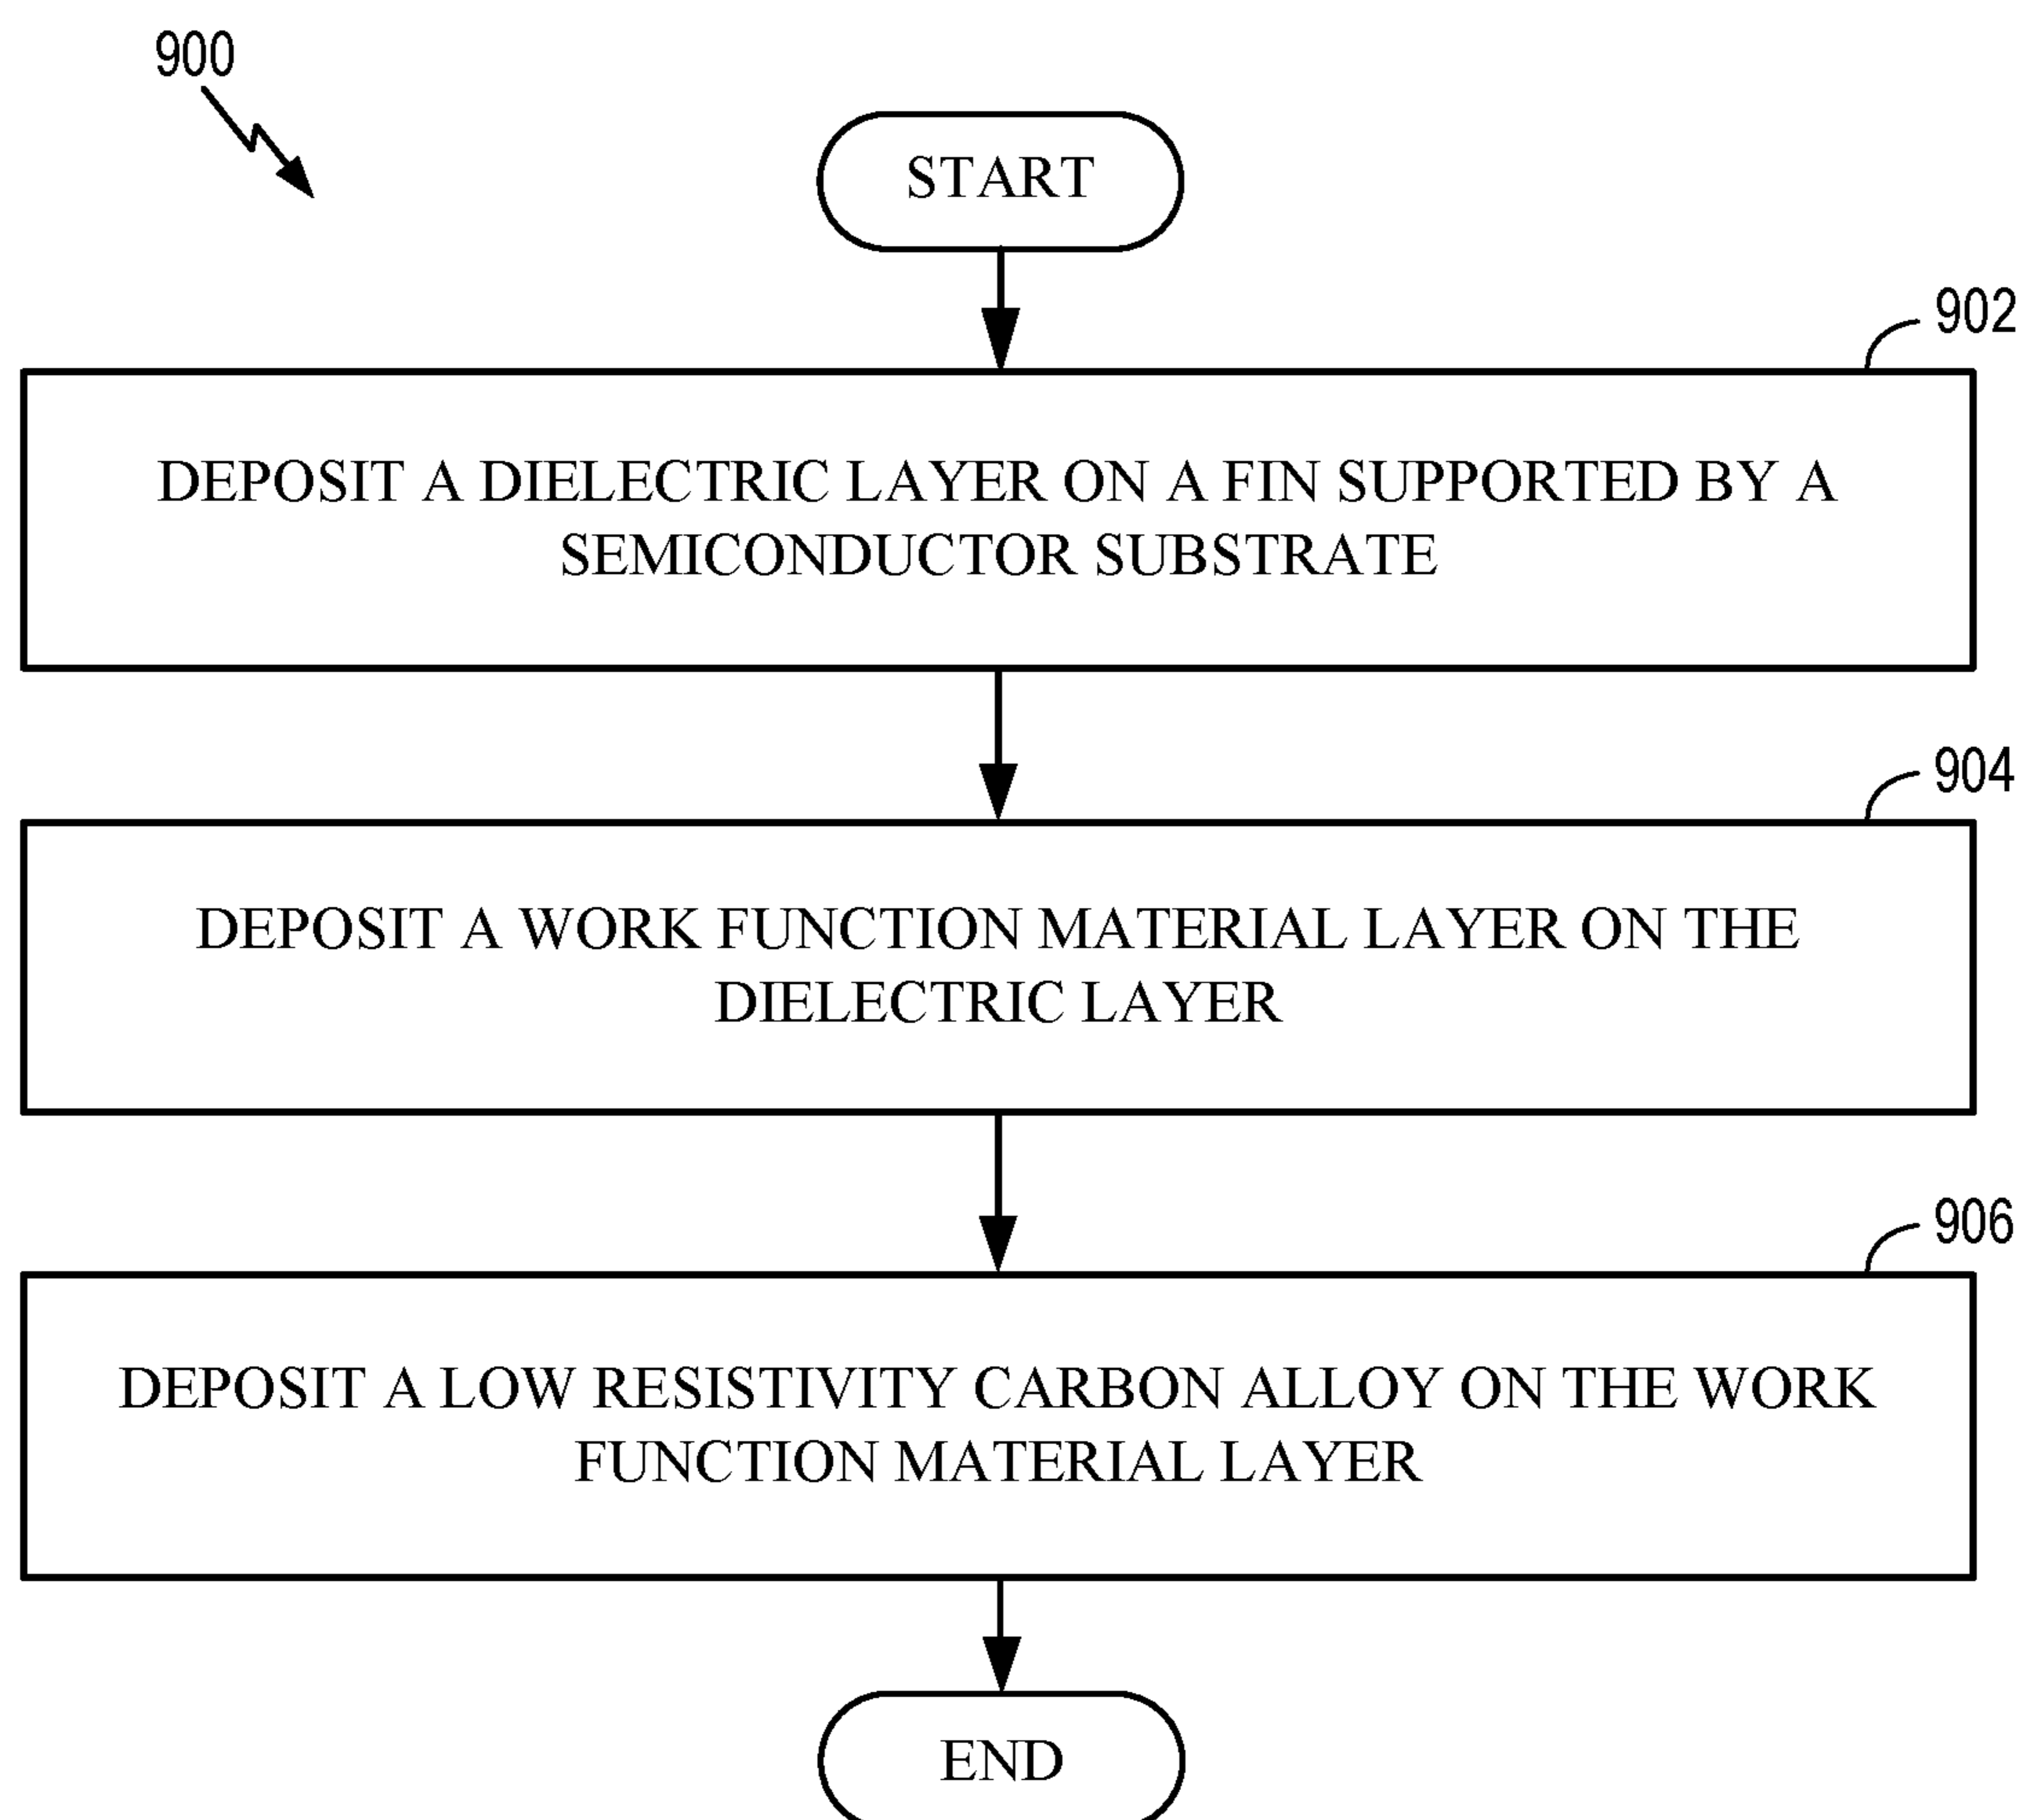 900
START
902
DEPOSIT A DIELECTRIC LAYER ON A FIN SUPPORTED BY A
SEMICONDUCTOR SUBSTRATE
904
DEPOSIT A WORK FUNCTION MATERIAL LAYER ON THE
DIELECTRIC LAYER
906
DEPOSIT A LOW RESISTIVITY CARBON ALLOY ON THE WORK
FUNCTION MATERIAL LAYER
END